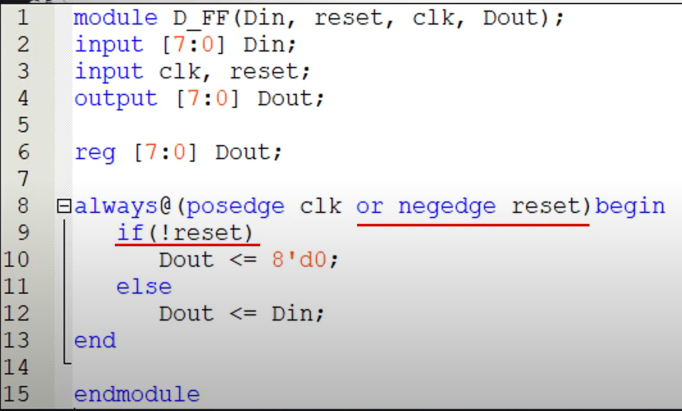 1 module D_FF(Din, reset, clk, Dout);
2 input [7:0] Din;
3 input clk, reset;
4 output [7:0] Dout;
5
6 reg [7:0] Dout;
7
8 always@(posedge clk or negedge reset)begin
9 if(!reset)
10 Dout <= 8'd0;
11 else
12 Dout <= Din;
13 end
14
15 endmodule